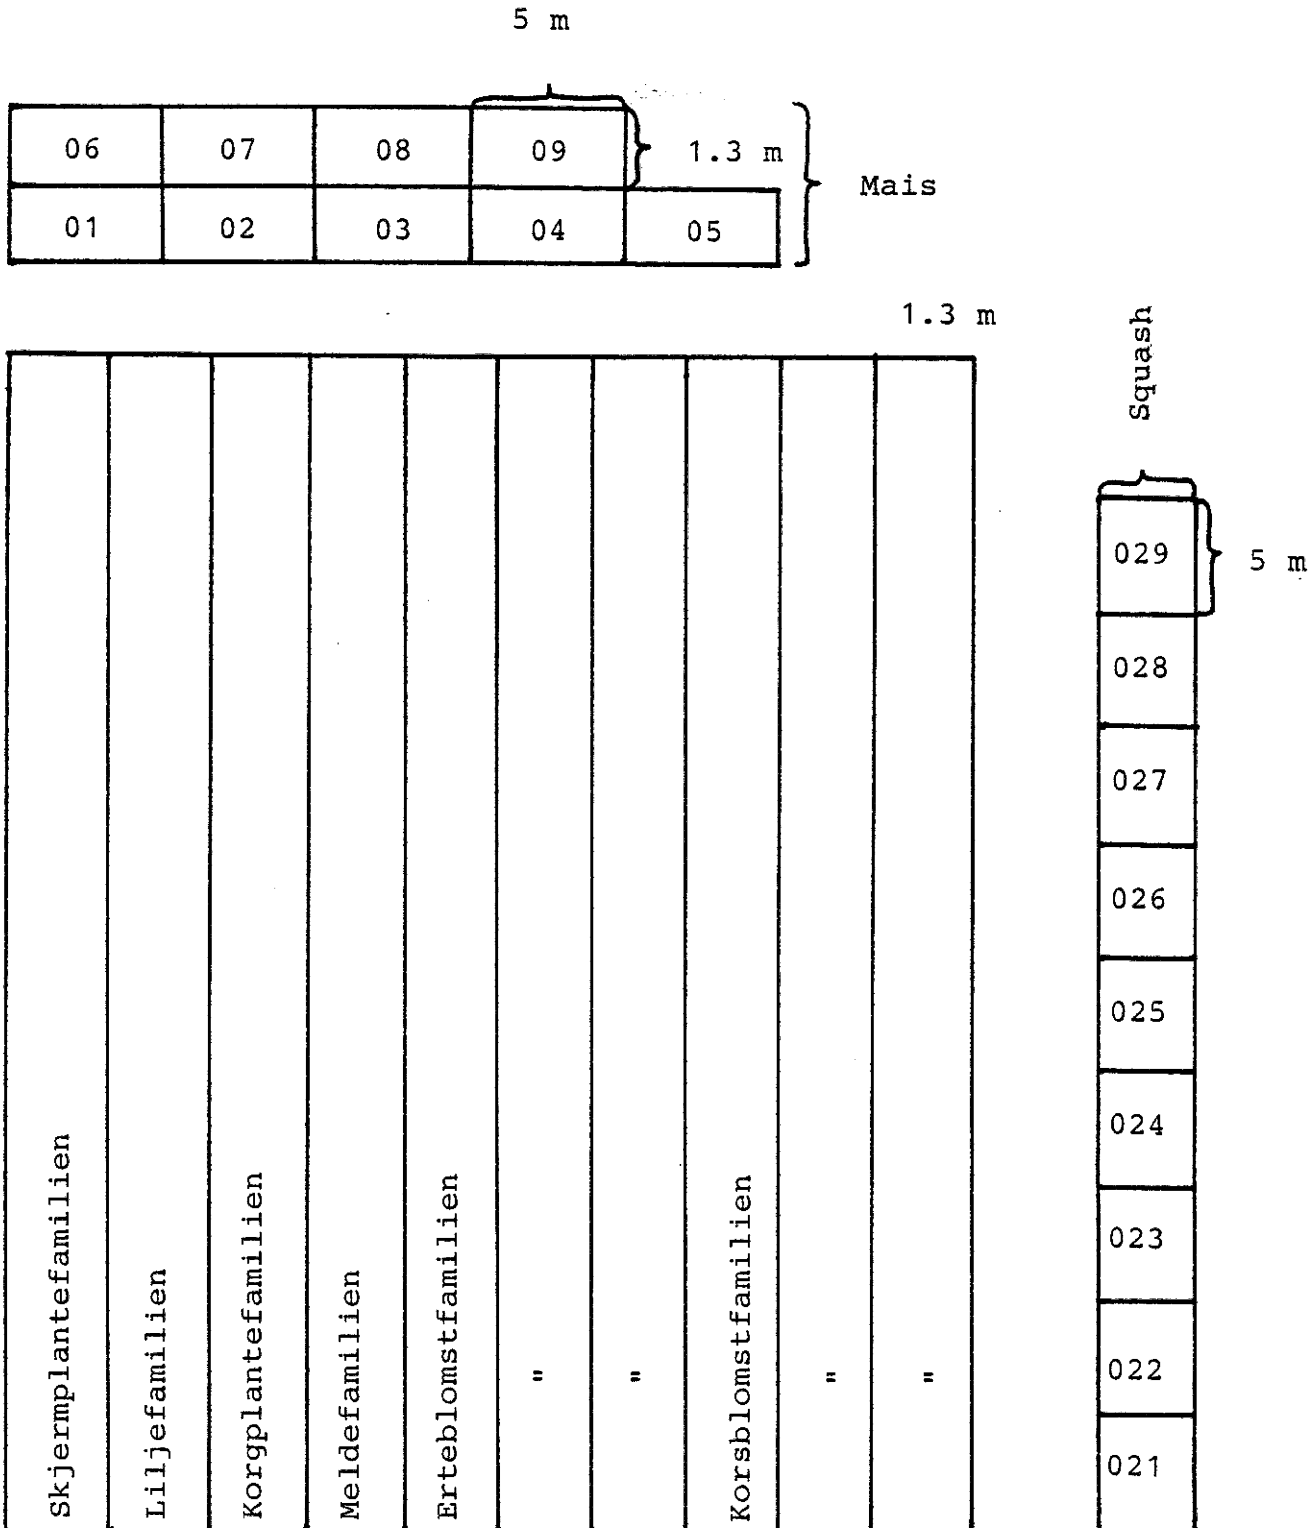 5 m
06 07 08 09 1.3 m
Mais
01 02 03 04 05
1.3 m
Squash
029 5 m
028
027
026
025
024
023
022
021
Skjermplantefamilien
Liljefamilien
Korgplantefamilien
Meldefamilien
Erteblomstfamilien
"
"
Korsblomstfamilien
"
"